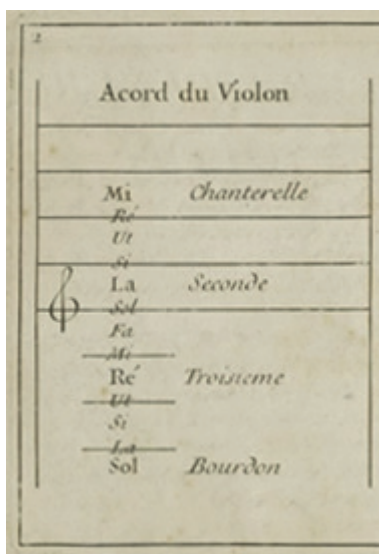 2
Acord du Violon
Mi Chanterelle
Ré
Ut
Si
La Seconde
Sol
Fa
Mi
Ré Troisieme
Ut
Si
La
Sol Bourdon